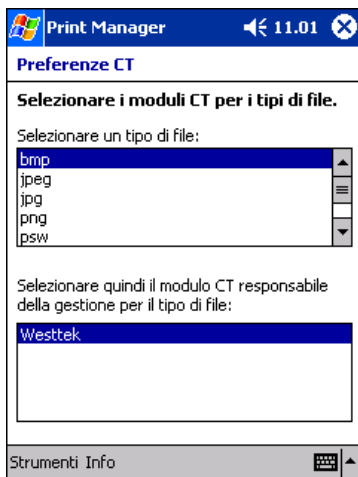 Print Manager 11.01
Preferenze CT
Selezionare i moduli CT per i tipi di file.
Selezionare un tipo di file:
bmp
jpeg
jpg
png
psw
Selezionare quindi il modulo CT responsabile
della gestione per il tipo di file:
Westtek
Strumenti Info